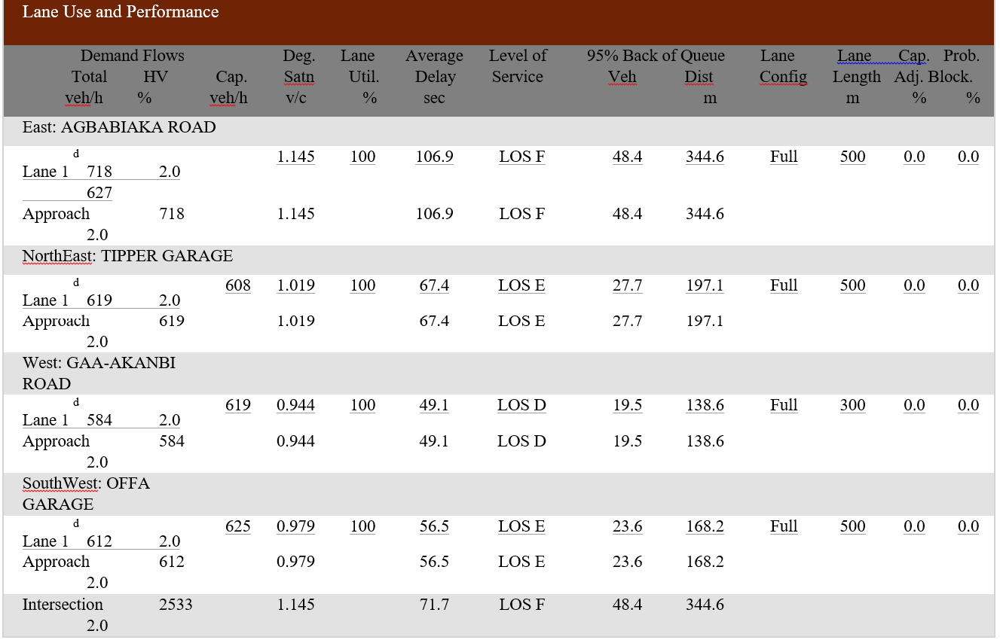 Lane Use and Performance
Demand Flows Deg. Lane Average Level of 95% Back of Queue Lane Lane Cap. Prob.
Total HV Cap. Satn Util. Delay Service Veh Dist Config Length Adj. Block.
veh/h % veh/h v/c % sec m m % %
East: AGBABIAKA ROAD
d 1.145 100 106.9 LOS F 48.4 344.6 Full 500 0.0 0.0
Lane 1 718 2.0
627
Approach 718 1.145 106.9 LOS F 48.4 344.6
2.0
NorthEast: TIPPER GARAGE
d 608 1.019 100 67.4 LOS E 27.7 197.1 Full 500 0.0 0.0
Lane 1 619 2.0
Approach 619 1.019 67.4 LOS E 27.7 197.1
2.0
West: GAA-AKANBI
ROAD
d 619 0.944 100 49.1 LOS D 19.5 138.6 Full 300 0.0 0.0
Lane 1 584 2.0
Approach 584 0.944 49.1 LOS D 19.5 138.6
2.0
SouthWest: OFFA
GARAGE
d 625 0.979 100 56.5 LOS E 23.6 168.2 Full 500 0.0 0.0
Lane 1 612 2.0
Approach 612 0.979 56.5 LOS E 23.6 168.2
2.0
Intersection 2533 1.145 71.7 LOS F 48.4 344.6
2.0